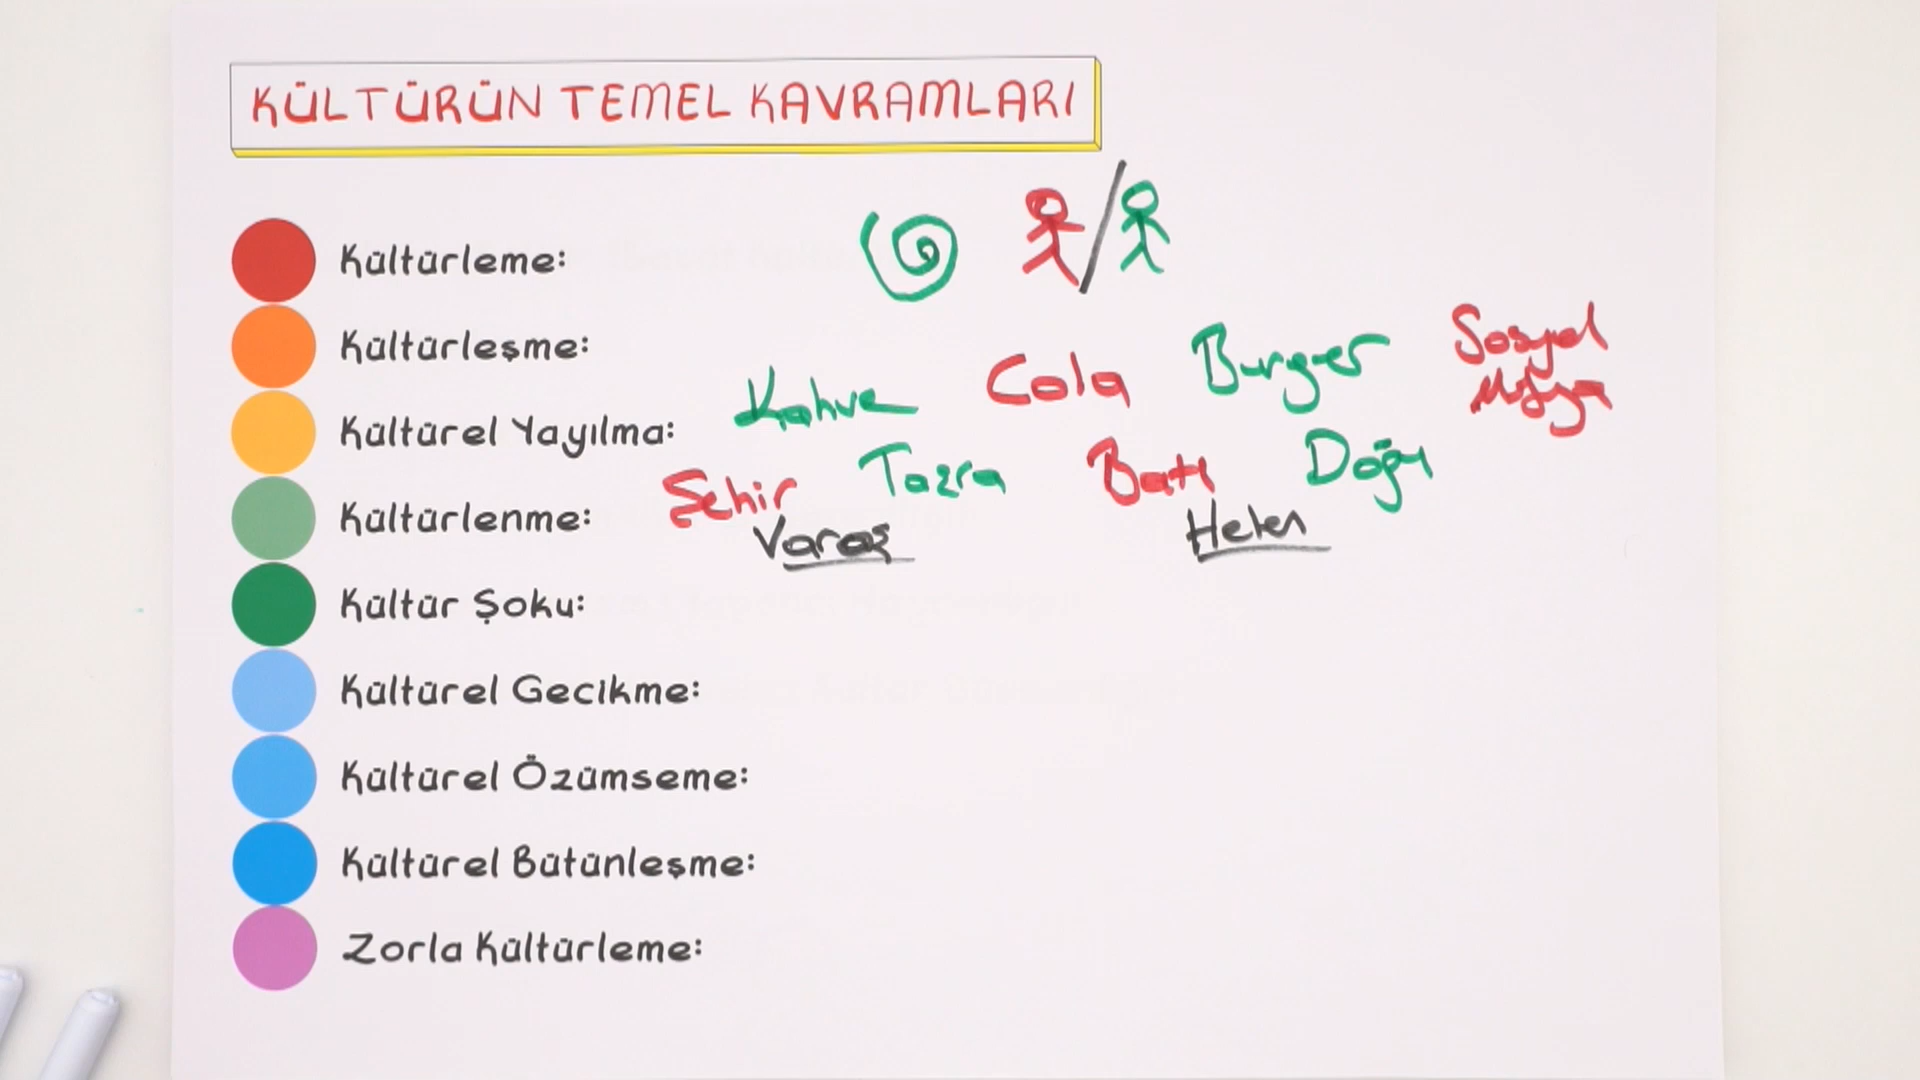 KÜLTÜRÜN TEMEL KAVRAMLARI
Kültürleme:
Kültürleşme:
Kahve Cola Burger Sosyal Medya
Kültürel Yayılma:
Şehir Taşra Batı Doğu
Kültürlenme:
Varoş Helen
Kültür Şoku:
Kültürel Gecikme:
Kültürel Özümseme:
Kültürel Bütünleşme:
Zorla Kültürleme: